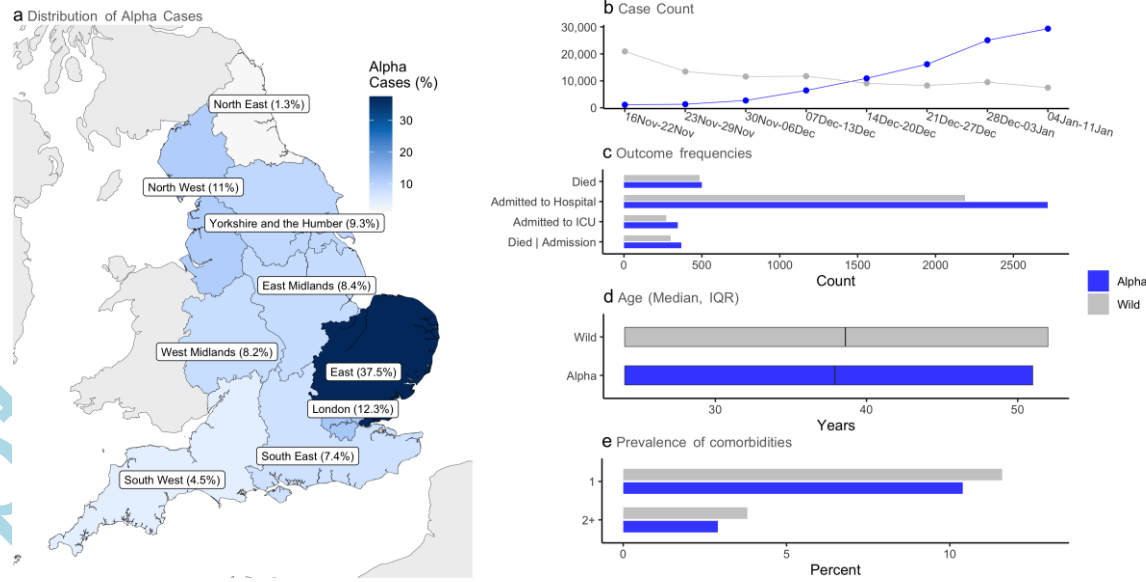 a Distribution of Alpha Cases
Alpha
Cases (%)
30
20
10
North East (1.3%)
North West (11%)
Yorkshire and the Humber (9.3%)
East Midlands (8.4%)
West Midlands (8.2%)
East (37.5%)
London (12.3%)
South East (7.4%)
South West (4.5%)
b Case Count
30,000
20,000
10,000
0
16Nov-22Nov
23Nov-29Nov
30Nov-06Dec
07Dec-13Dec
14Dec-20Dec
21Dec-27Dec
28Dec-03Jan
04Jan-11Jan
c Outcome frequencies
Died
Admitted to Hospital
Admitted to ICU
Died | Admission
0 500 1000 1500 2000 2500
Count
Alpha
Wild
d Age (Median, IQR)
Wild
Alpha
30 40 50
Years
e Prevalence of comorbidities
1
2+
0 5 10
Percent